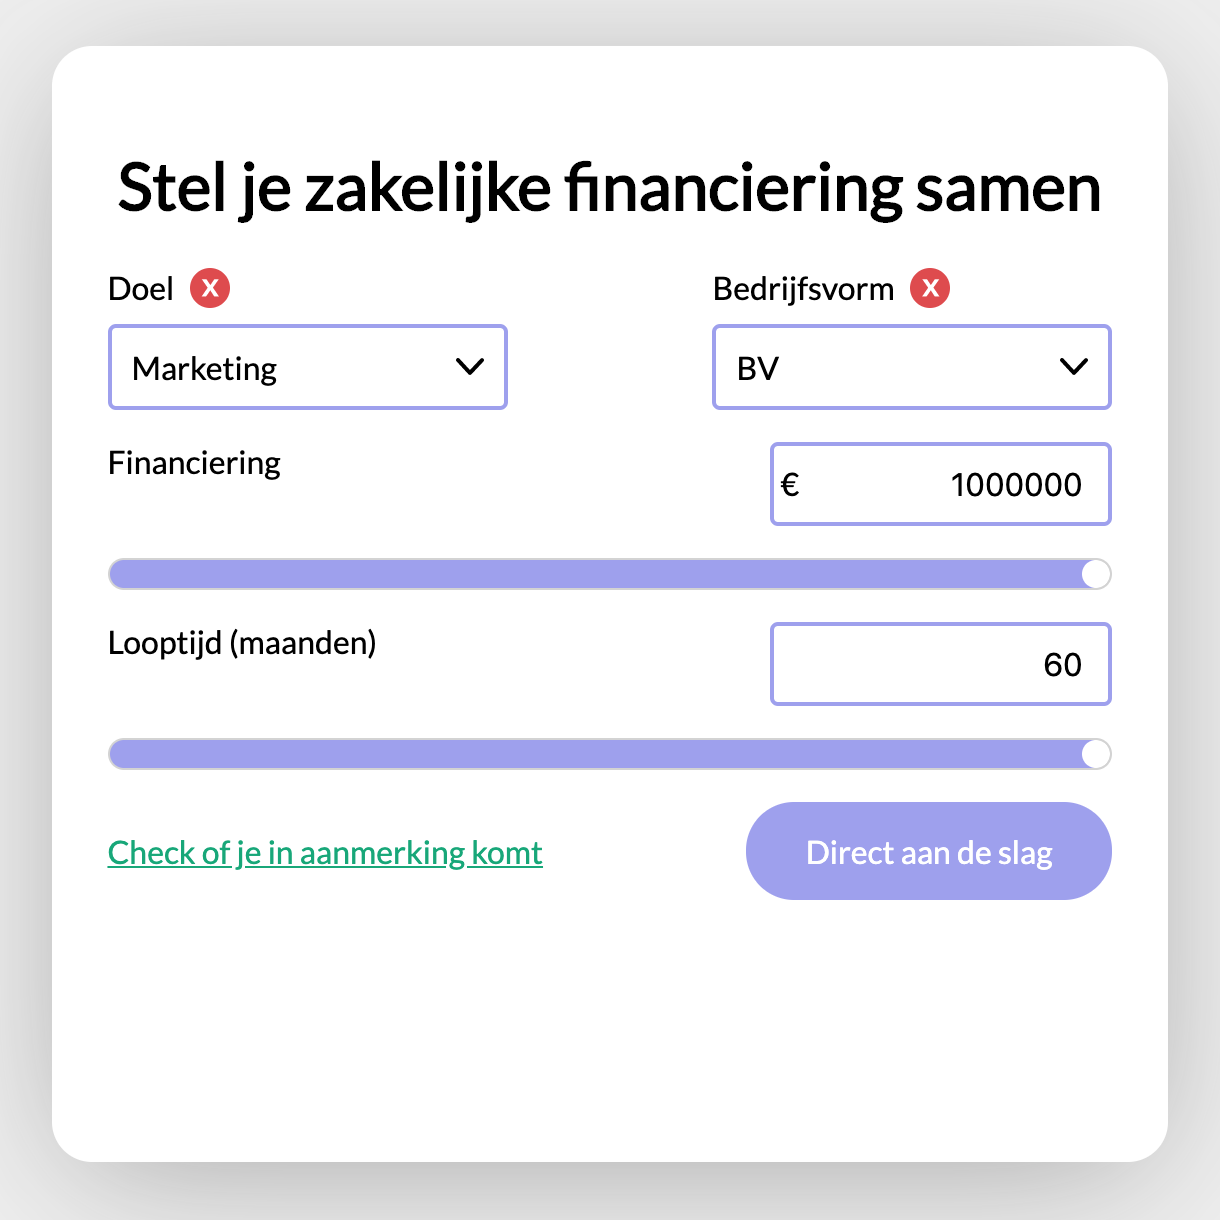 Stel je zakelijke financiering samen
Doel X
Bedrijfsvorm X
Marketing
BV
Financiering
€ 1000000
Looptijd (maanden)
60
Check of je in aanmerking komt
Direct aan de slag